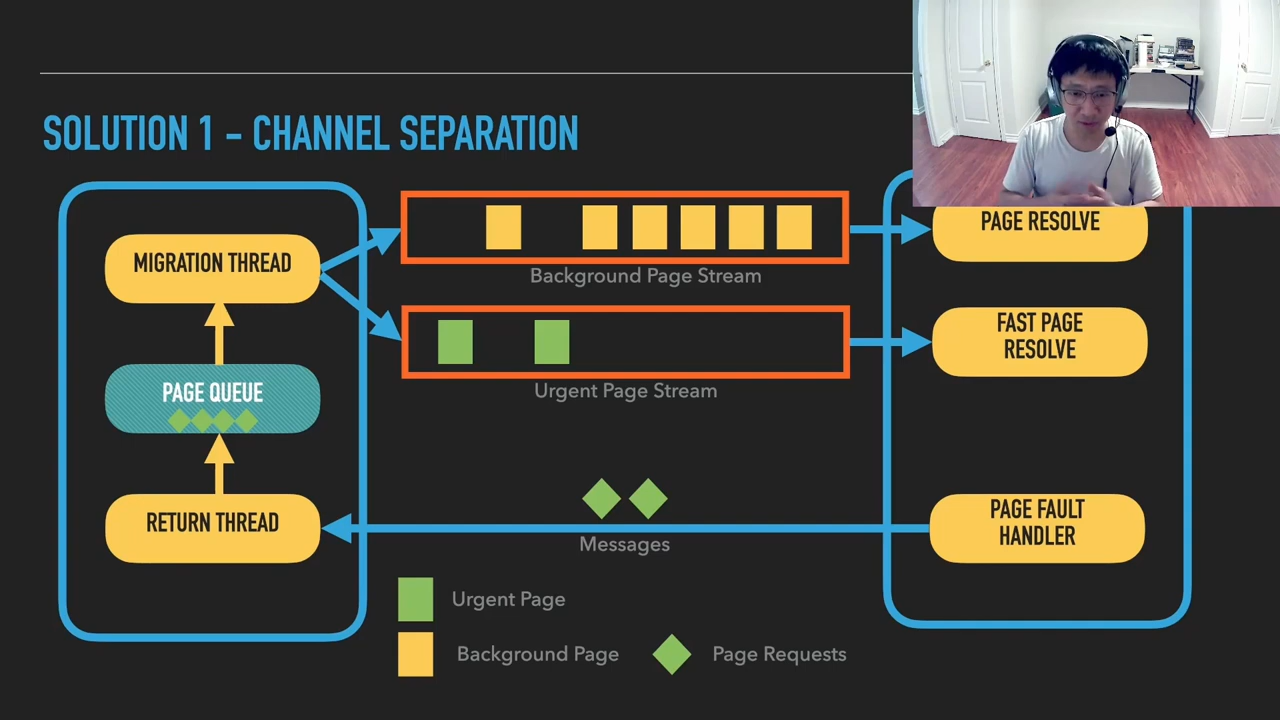 SOLUTION 1 - CHANNEL SEPARATION
MIGRATION THREAD
PAGE QUEUE
RETURN THREAD
Background Page Stream
Urgent Page Stream
Messages
PAGE RESOLVE
FAST PAGE
RESOLVE
PAGE FAULT
HANDLER
Urgent Page
Background Page
Page Requests